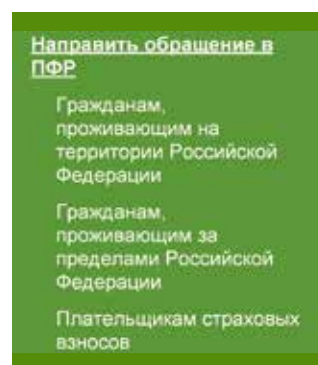 Направить обращение в
ПФР
Гражданам,
проживающим на
территории Российской
Федерации
Гражданам,
проживающим за
пределами Российской
Федерации
Плательщикам страховых
взносов